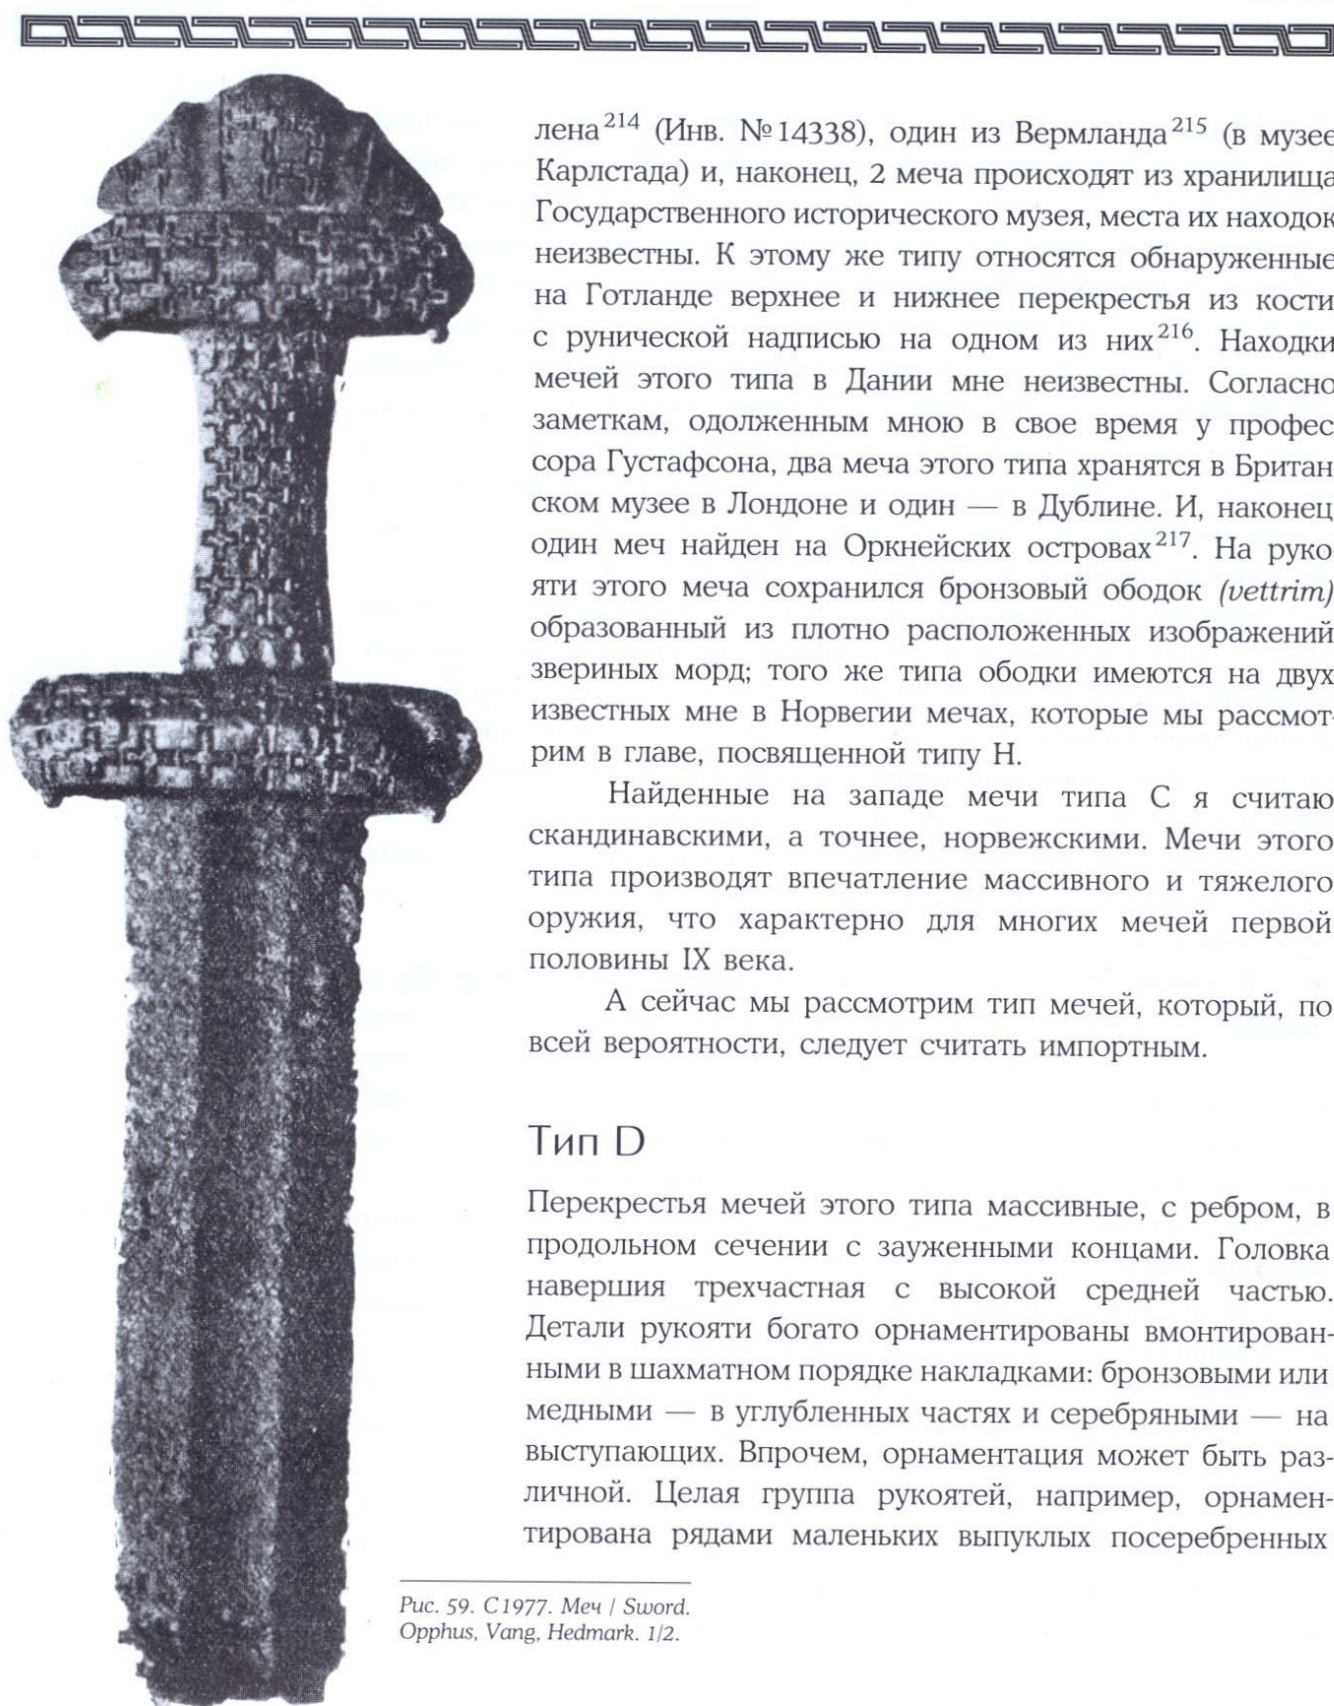 лена214 (Инв. №14338), один из Вермланда215 (в музее
Карлстада) и, наконец, 2 меча происходят из хранилища
Государственного исторического музея, места их находок
неизвестны. К этому же типу относятся обнаруженные
на Готланде верхнее и нижнее перекрестья из кости
с рунической надписью на одном из них216. Находки
мечей этого типа в Дании мне неизвестны. Согласно
заметкам, одолженным мною в свое время у профес
сора Густафсона, два меча этого типа хранятся в Британ
ском музее в Лондоне и один — в Дублине. И, наконец
один меч найден на Оркнейских островах217. На руко-
яти этого меча сохранился бронзовый ободок (vettrim)
образованный из плотно расположенных изображений
звериных морд; того же типа ободки имеются на двух
известных мне в Норвегии мечах, которые мы рассмот-
рим в главе, посвященной типу H.
Найденные на западе мечи типа C я считаю
скандинавскими, а точнее, норвежскими. Мечи этого
типа производят впечатление массивного и тяжелого
оружия, что характерно для многих мечей первой
половины IX века.
А сейчас мы рассмотрим тип мечей, который, по
всей вероятности, следует считать импортным.
Тип D
Перекрестья мечей этого типа массивные, с ребром, в
продольном сечении с зауженными концами. Головка
навершия трехчастная с высокой средней частью.
Детали рукояти богато орнаментированы вмонтирован-
ными в шахматном порядке накладками: бронзовыми или
медными — в углубленных частях и серебряными — на
выступающих. Впрочем, орнаментация может быть раз-
личной. Целая группа рукоятей, например, орнамен-
тирована рядами маленьких выпуклых посеребренных
Рис. 59. C1977. Меч / Sword.
Opphus, Vang, Hedmark. 1/2.